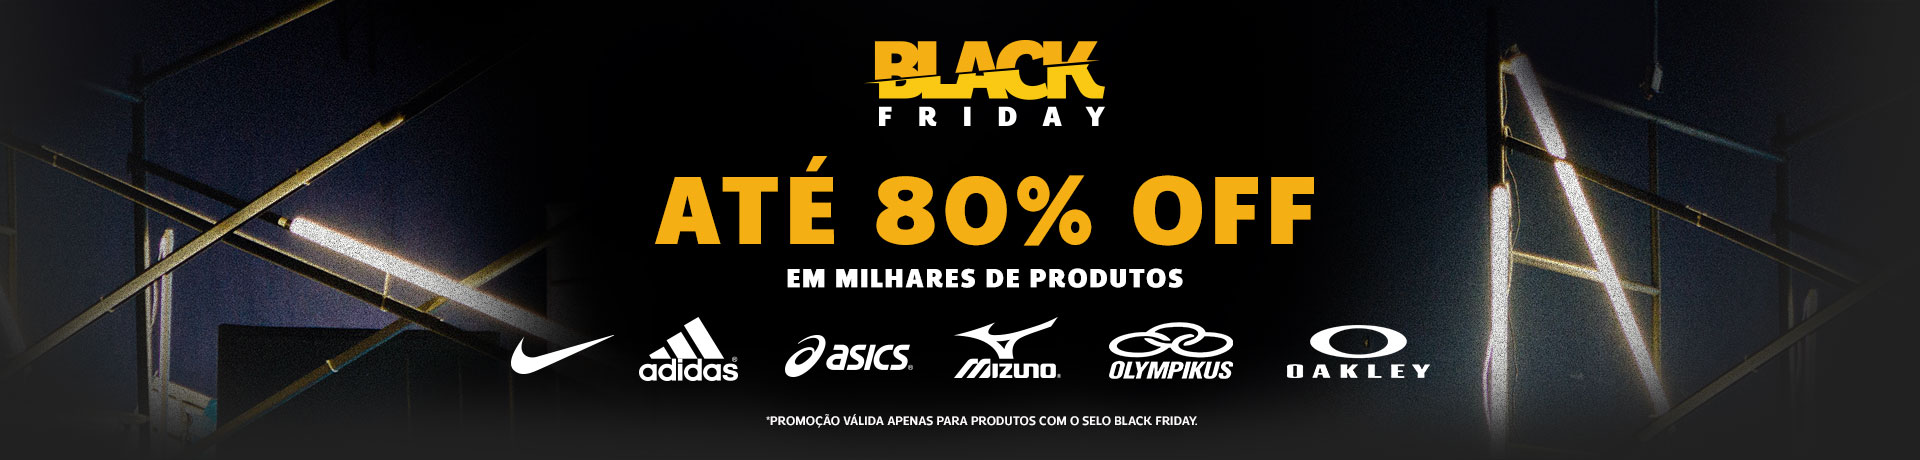 BLACK
FRIDAY
ATÉ 80% OFF
EM MILHARES DE PRODUTOS
adidas® asics® MIZUNO® OLYMPIKUS OAKLEY
*PROMOÇÃO VÁLIDA APENAS PARA PRODUTOS COM O SELO BLACK FRIDAY.